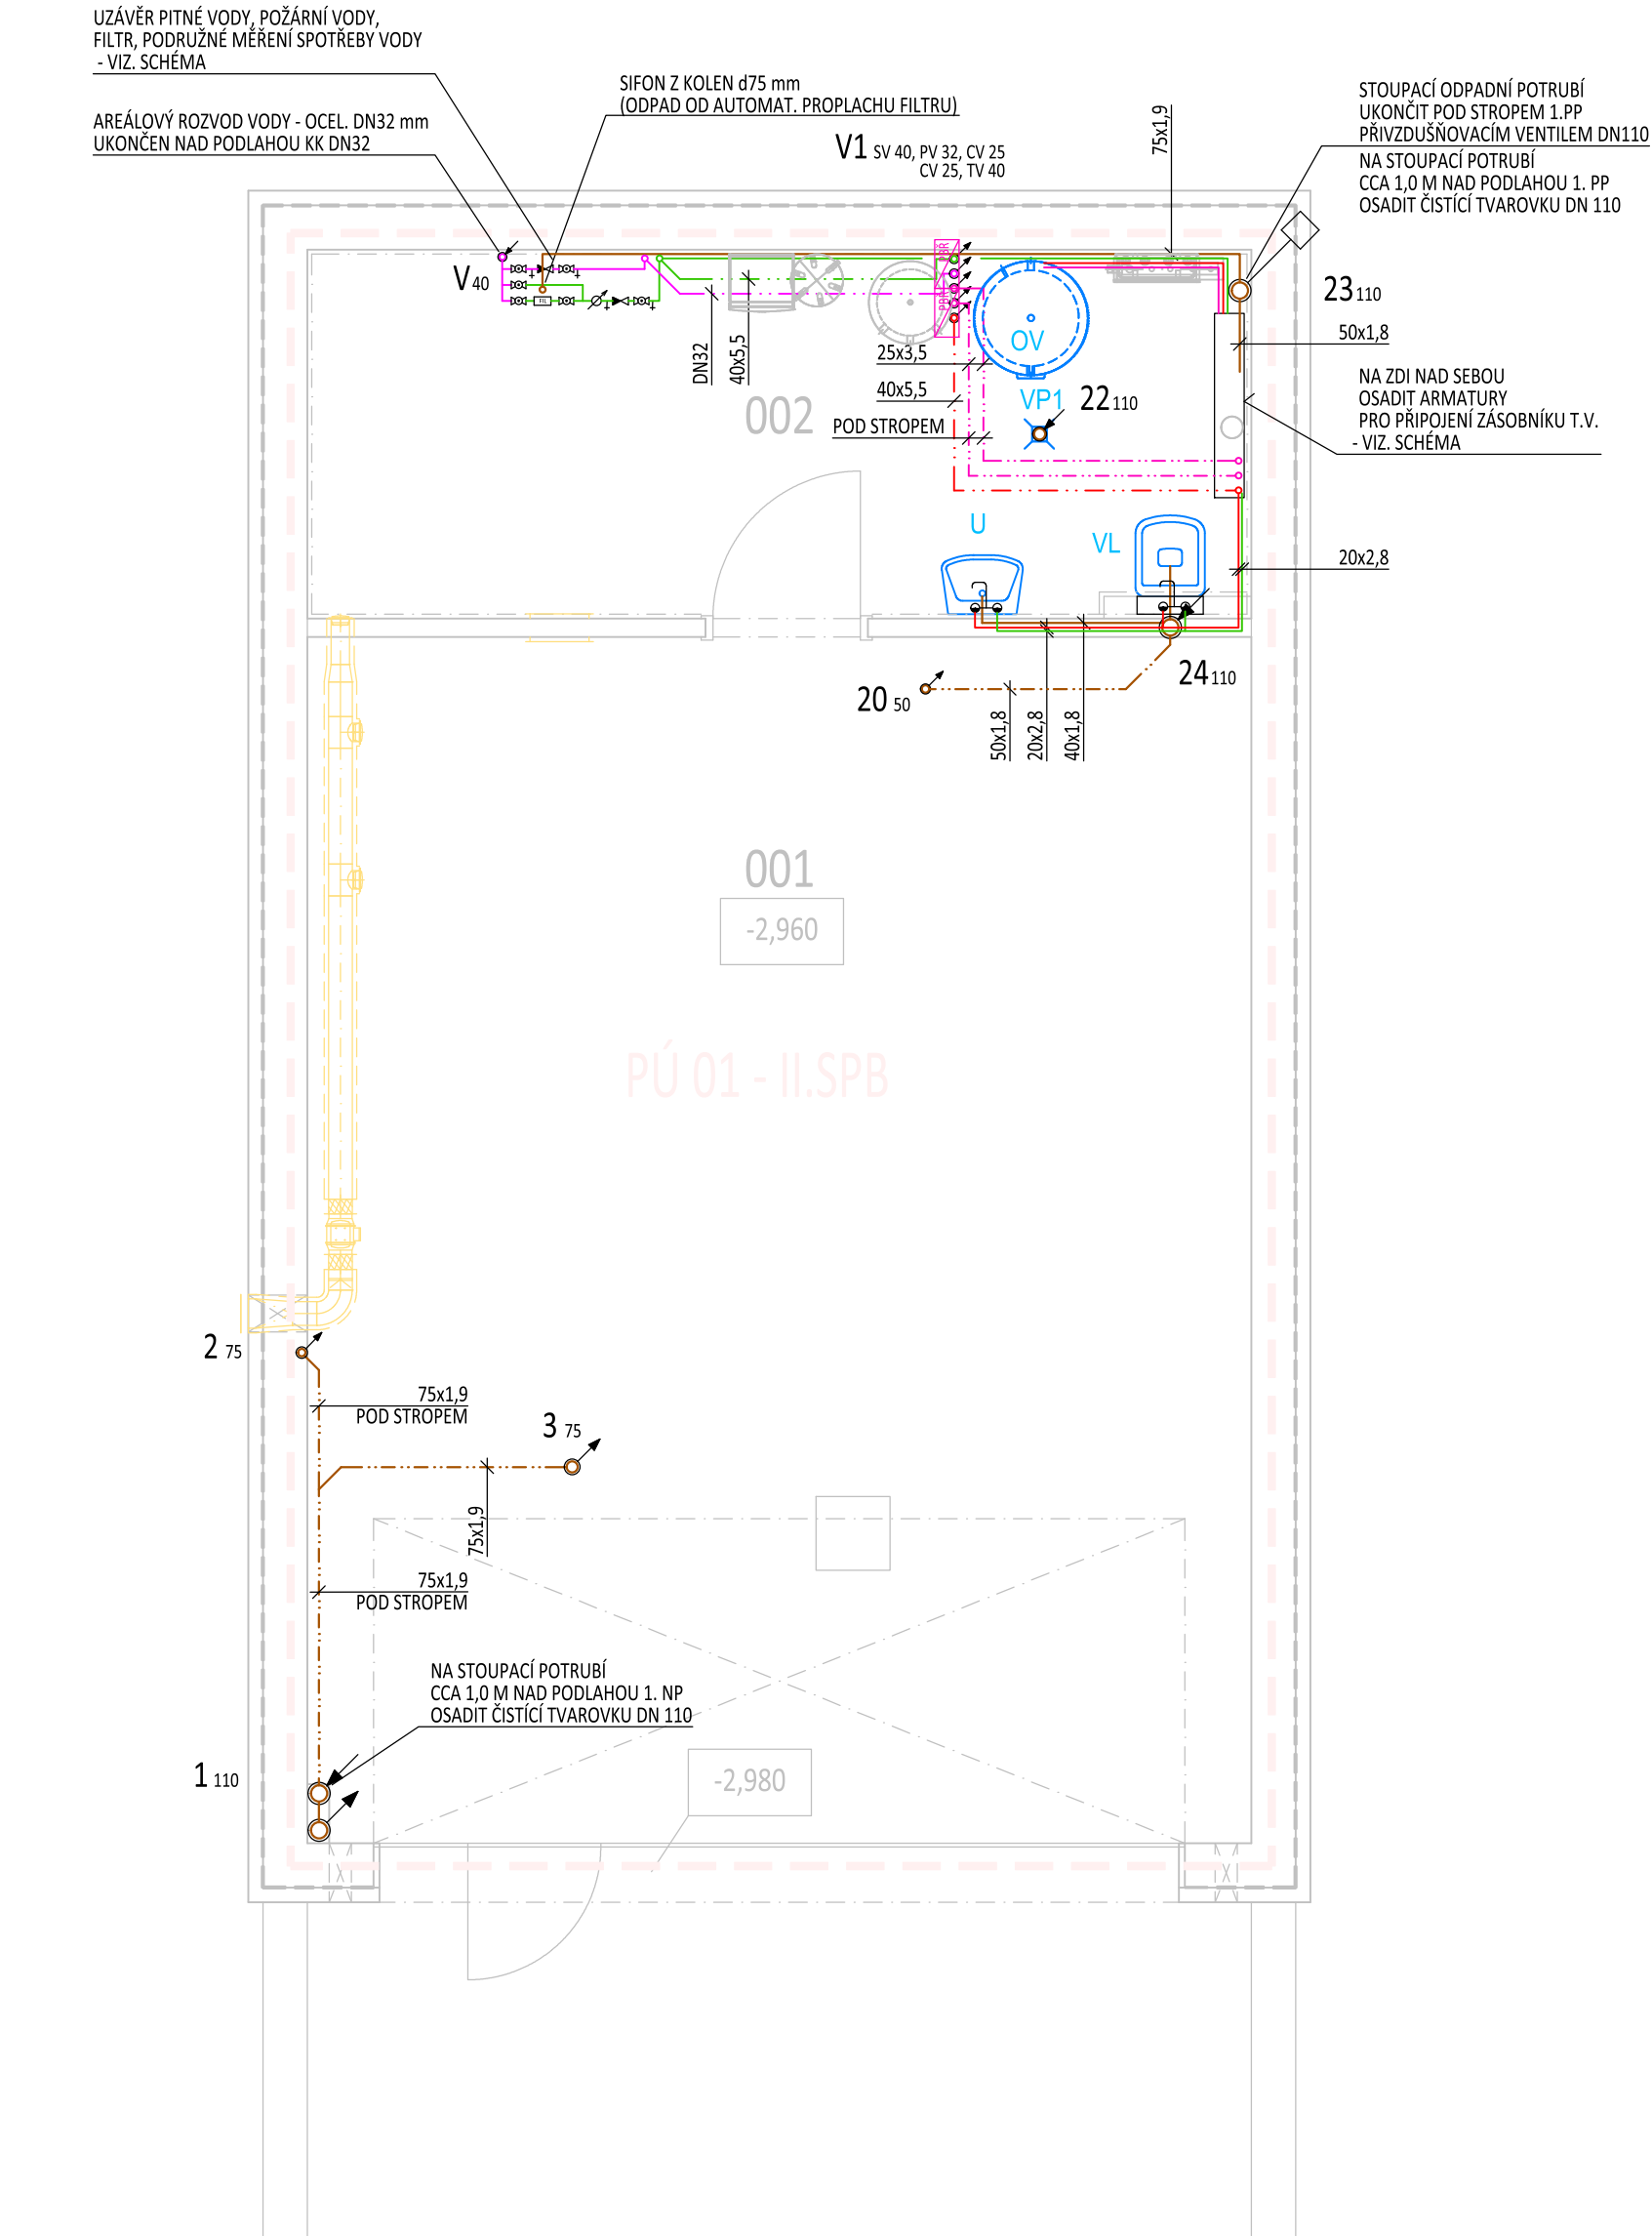 UZÁVĚR PITNÉ VODY, POŽÁRNÍ VODY,
FILTR, PODRUŽNÉ MĚŘENÍ SPOTŘEBY VODY
- VIZ. SCHÉMA
AREÁLOVÝ ROZVOD VODY - OCEL. DN32 mm
UKONČEN NAD PODLAHOU KK DN32
SIFON Z KOLEN d75 mm
(ODPAD OD AUTOMAT. PROPLACHU FILTRU)
V1 SV 40, PV 32, CV 25
CV 25, TV 40
75x1,9
STOUPACÍ ODPADNÍ POTRUBÍ
UKONČIT POD STROPEM 1.PP
PŘIVZDUŠŇOVACÍM VENTILEM DN110
NA STOUPACÍ POTRUBÍ
CCA 1,0 M NAD PODLAHOU 1. PP
OSADIT ČISTÍCÍ TVAROVKU DN 110
V 40
FIL
PBŘ
PBŘ
23 110
50x1,8
DN32
40x5,5
25x3,5
40x5,5
POD STROPEM
OV
VP1
22 110
002
NA ZDI NAD SEBOU
OSADIT ARMATURY
PRO PŘIPOJENÍ ZÁSOBNÍKU T.V.
- VIZ. SCHÉMA
U
VL
20x2,8
24 110
20 50
50x1,8
20x2,8
40x1,8
001
-2,960
PÚ 01 - II.SPB
2 75
75x1,9
POD STROPEM
3 75
75x1,9
75x1,9
POD STROPEM
NA STOUPACÍ POTRUBÍ
CCA 1,0 M NAD PODLAHOU 1. NP
OSADIT ČISTÍCÍ TVAROVKU DN 110
1 110
-2,980